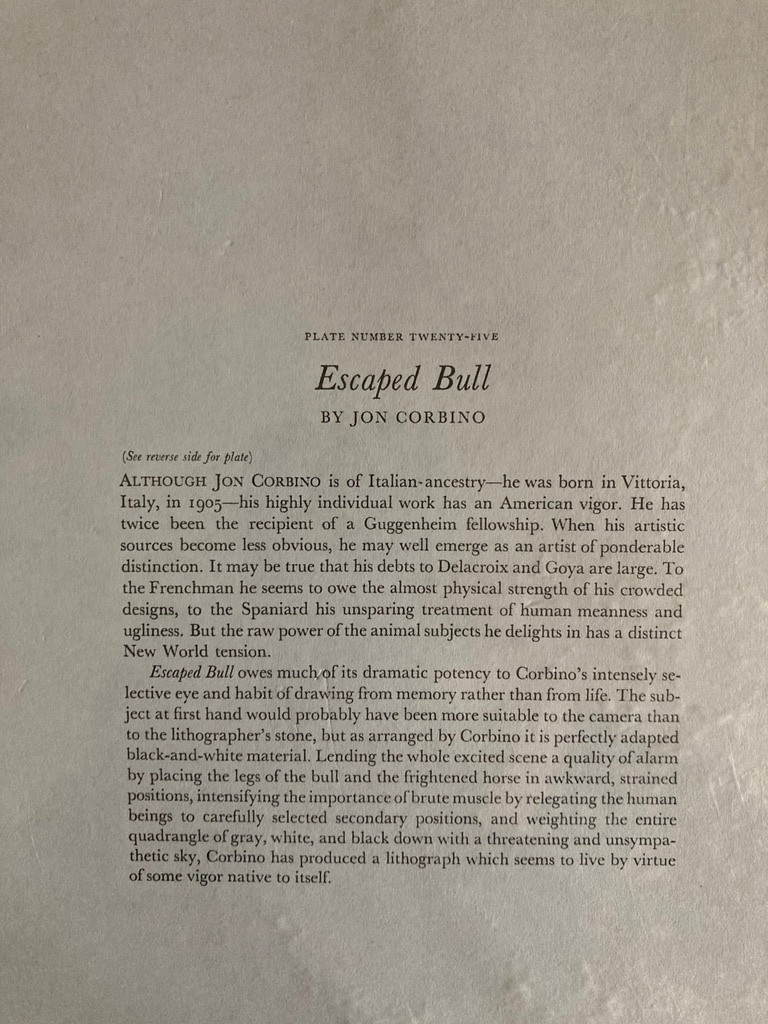 PLATE NUMBER TWENTY-FIVE
Escaped Bull
BY JON CORBINO
(See reverse side for plate)
ALTHOUGH JON CORBINO is of Italian-ancestry—he was born in Vittoria,
Italy, in 1905—his highly individual work has an American vigor. He has
twice been the recipient of a Guggenheim fellowship. When his artistic
sources become less obvious, he may well emerge as an artist of ponderable
distinction. It may be true that his debts to Delacroix and Goya are large. To
the Frenchman he seems to owe the almost physical strength of his crowded
designs, to the Spaniard his unsparing treatment of human meanness and
ugliness. But the raw power of the animal subjects he delights in has a distinct
New World tension.
Escaped Bull owes much of its dramatic potency to Corbino's intensely se-
lective eye and habit of drawing from memory rather than from life. The sub-
ject at first hand would probably have been more suitable to the camera than
to the lithographer's stone, but as arranged by Corbino it is perfectly adapted
black-and-white material. Lending the whole excited scene a quality of alarm
by placing the legs of the bull and the frightened horse in awkward, strained
positions, intensifying the importance of brute muscle by relegating the human
beings to carefully selected secondary positions, and weighting the entire
quadrangle of gray, white, and black down with a threatening and unsympa-
thetic sky, Corbino has produced a lithograph which seems to live by virtue
of some vigor native to itself.